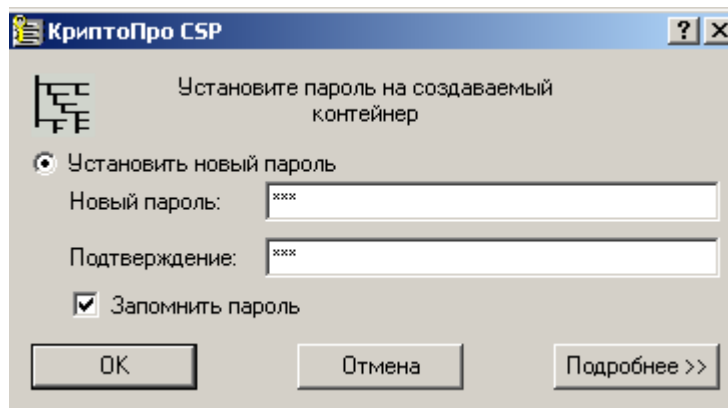 КриптоПро CSP
Установите пароль на создаваемый
контейнер
Установить новый пароль
Новый пароль: ***
Подтверждение: ***
Запомнить пароль
OK Отмена Подробнее >>